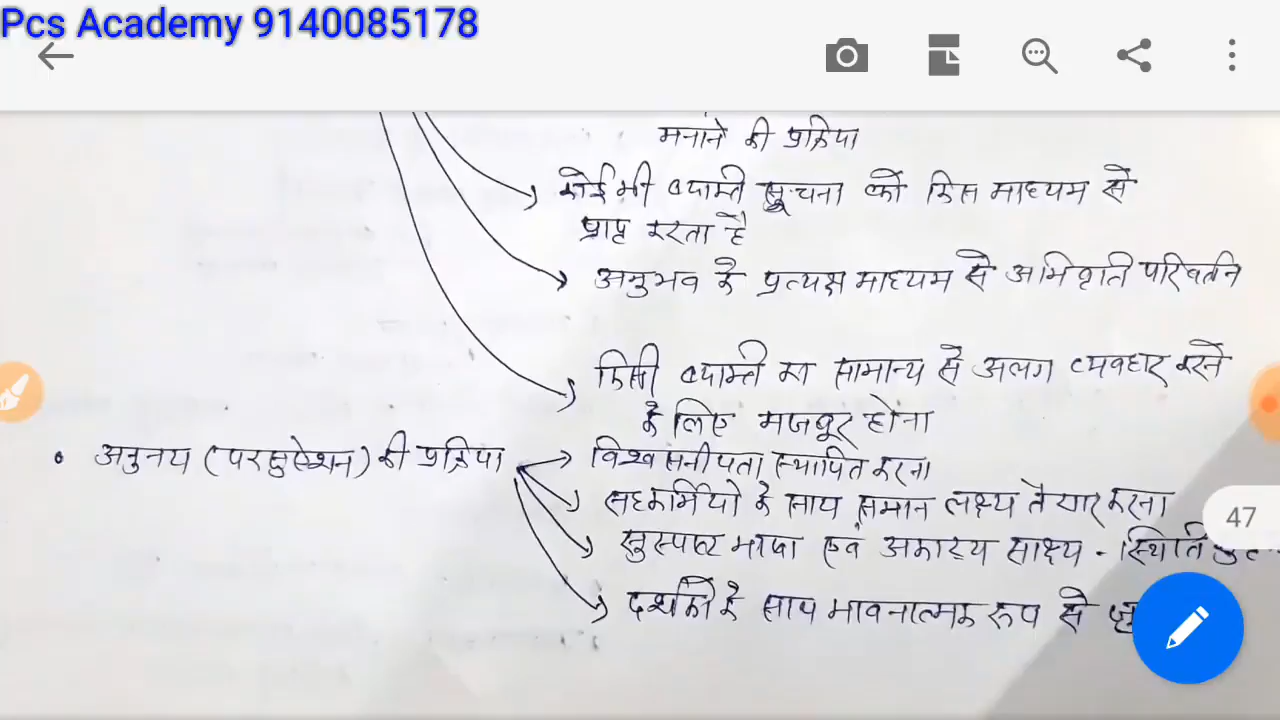 Pcs Academy 9140085178
मनाने की प्रक्रिया
कोई भी व्यक्ति सूचना को किस माध्यम से
प्राप्त करता है
अनुभव के प्रत्यक्ष माध्यम से अभिवृत्ति परिवर्तन
किसी व्यक्ति का सामान्य से अलग व्यवहार करने
के लिए मजबूर होना
• अनुनय (परसुऐशन) की प्रक्रिया
विश्वसनीयता स्थापित करना
सहकर्मियों के साथ समान लक्ष्य तैयार करना
सुस्पष्ट भाषा एवं अकाट्य साक्ष्य - स्थिति
दर्शकों के साथ भावनात्मक रूप से
47